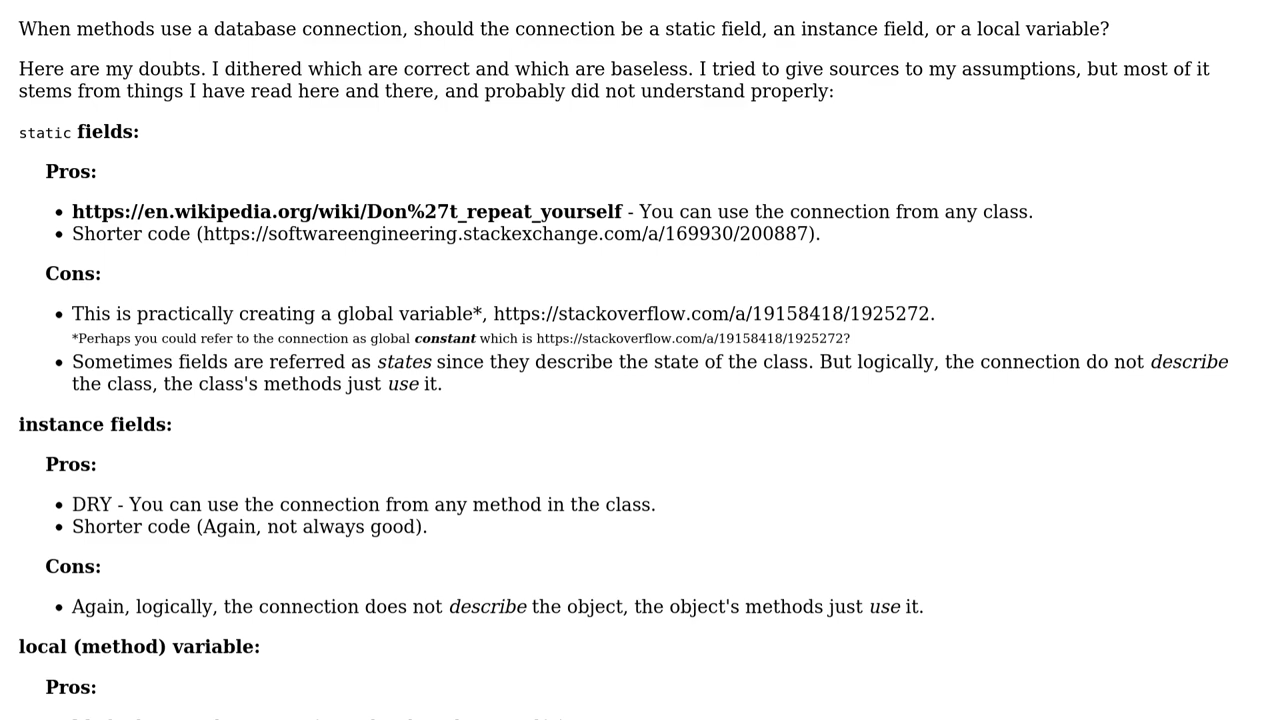 When methods use a database connection, should the connection be a static field, an instance field, or a local variable?
Here are my doubts. I dithered which are correct and which are baseless. I tried to give sources to my assumptions, but most of it
stems from things I have read here and there, and probably did not understand properly:
static fields:
Pros:
• https://en.wikipedia.org/wiki/Don%27t_repeat_yourself - You can use the connection from any class.
• Shorter code (https://softwareengineering.stackexchange.com/a/169930/200887).
Cons:
• This is practically creating a global variable*, https://stackoverflow.com/a/19158418/1925272.
*Perhaps you could refer to the connection as global constant which is https://stackoverflow.com/a/19158418/1925272?
• Sometimes fields are referred as states since they describe the state of the class. But logically, the connection do not describe
the class, the class's methods just use it.
instance fields:
Pros:
• DRY - You can use the connection from any method in the class.
• Shorter code (Again, not always good).
Cons:
• Again, logically, the connection does not describe the object, the object's methods just use it.
local (method) variable:
Pros: